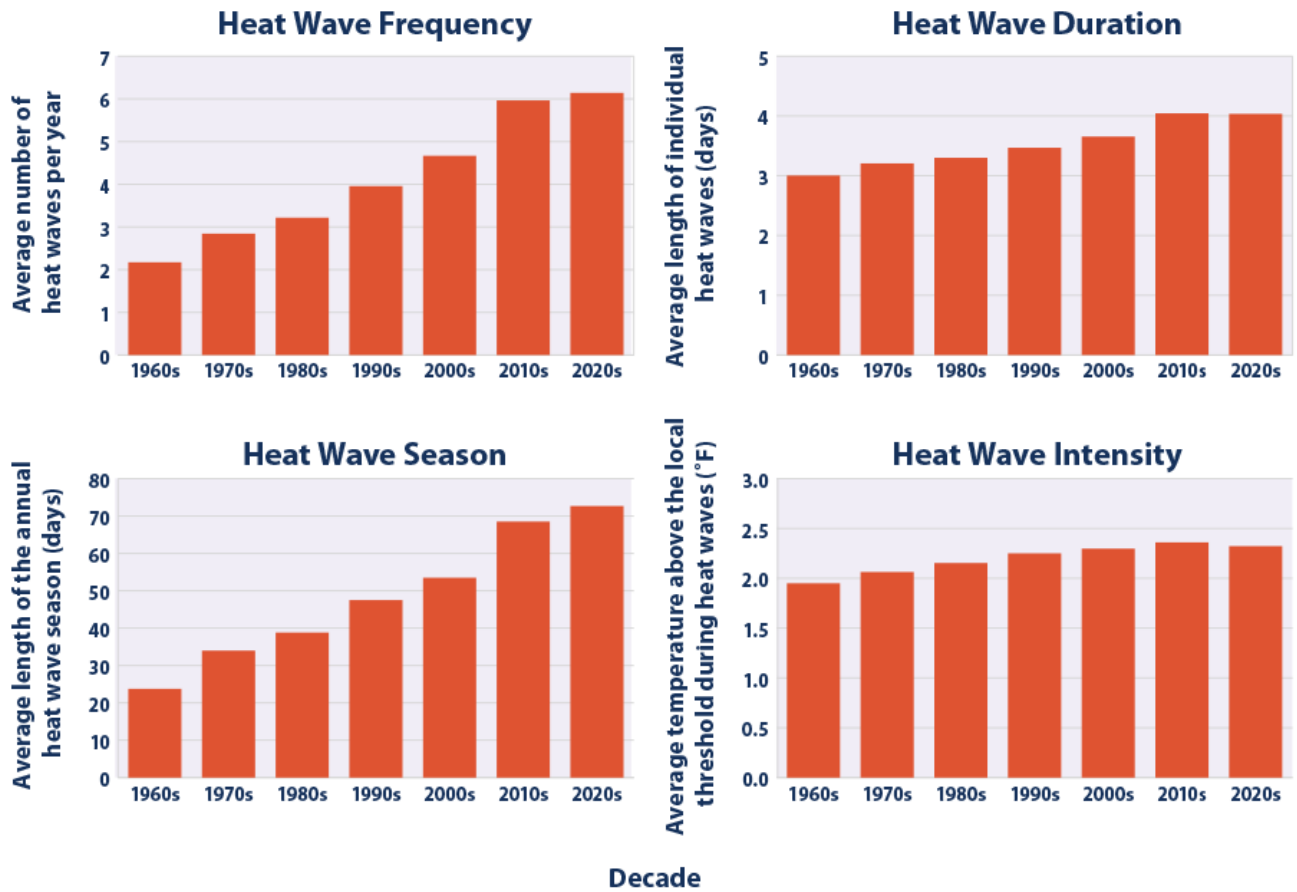 Heat Wave Frequency
Average number of
heat waves per year
7
6
5
4
3
2
1
0
1960s 1970s 1980s 1990s 2000s 2010s 2020s
Heat Wave Duration
Average length of individual
heat waves (days)
5
4
3
2
1
0
1960s 1970s 1980s 1990s 2000s 2010s 2020s
Heat Wave Season
Average length of the annual
heat wave season (days)
80
70
60
50
40
30
20
10
0
1960s 1970s 1980s 1990s 2000s 2010s 2020s
Heat Wave Intensity
Average temperature above the local
threshold during heat waves (˚F)
3.0
2.5
2.0
1.5
1.0
0.5
0.0
1960s 1970s 1980s 1990s 2000s 2010s 2020s
Decade